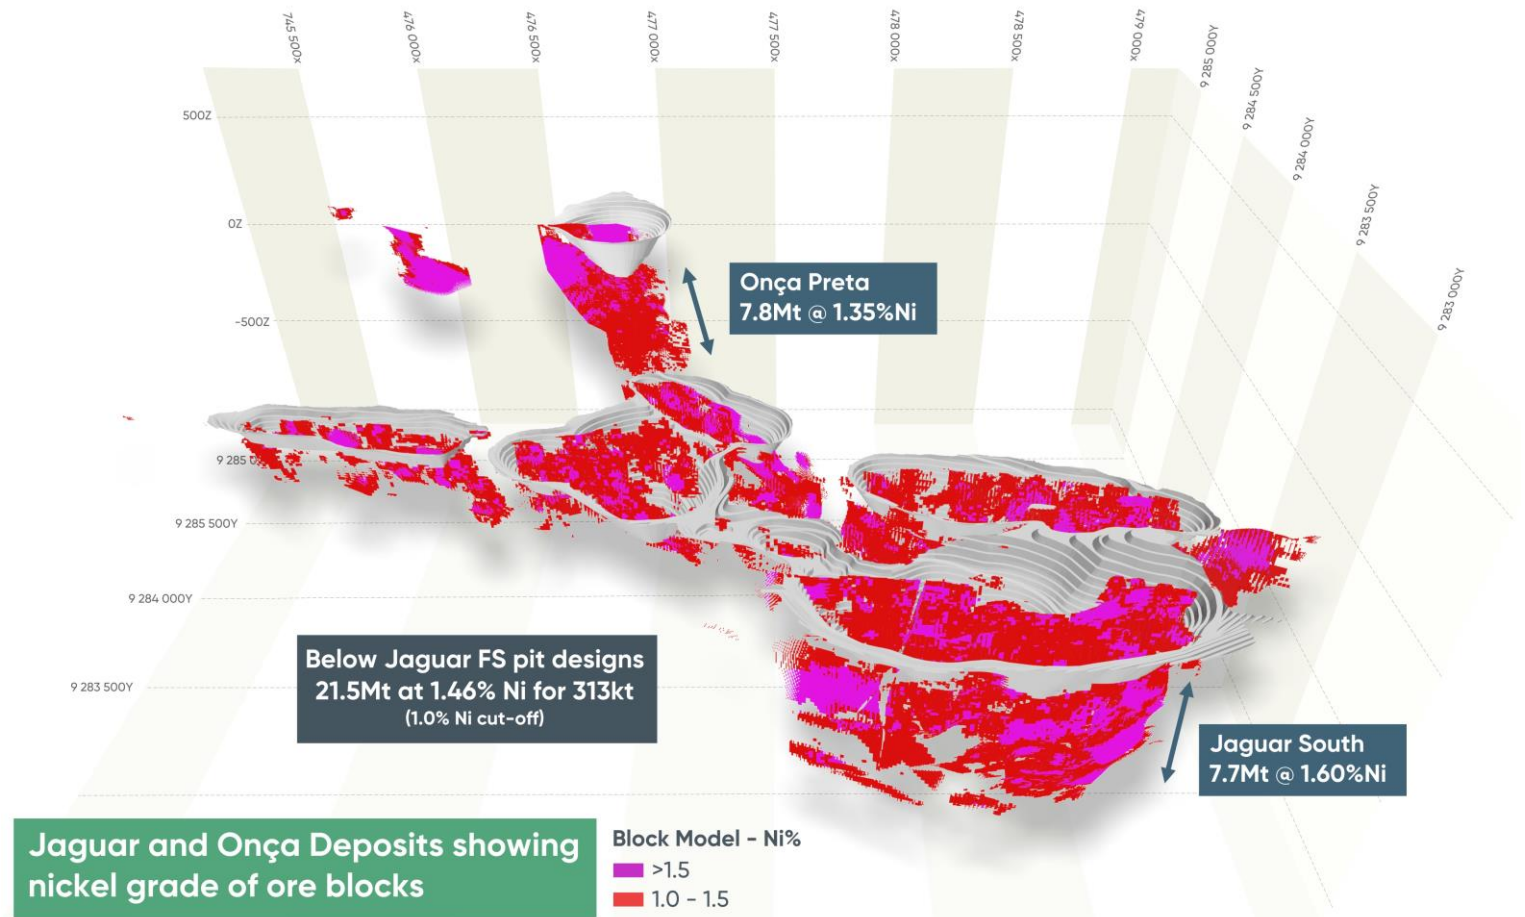 745 500x
476 000x
476 500x
477 000x
477 500x
478 000x
478 500x
479 000x
9 285 000Y
9 284 500Y
9 284 000Y
9 283 500Y
9 283 000Y
500Z
0Z
-500Z
Onça Preta
7.8Mt @ 1.35%Ni
9 285 0
9 285 500Y
9 284 000Y
9 283 500Y
Below Jaguar FS pit designs
21.5Mt at 1.46% Ni for 313kt
(1.0% Ni cut-off)
Jaguar South
7.7Mt @ 1.60%Ni
Jaguar and Onça Deposits showing
nickel grade of ore blocks
Block Model - Ni%
>1.5
1.0 - 1.5